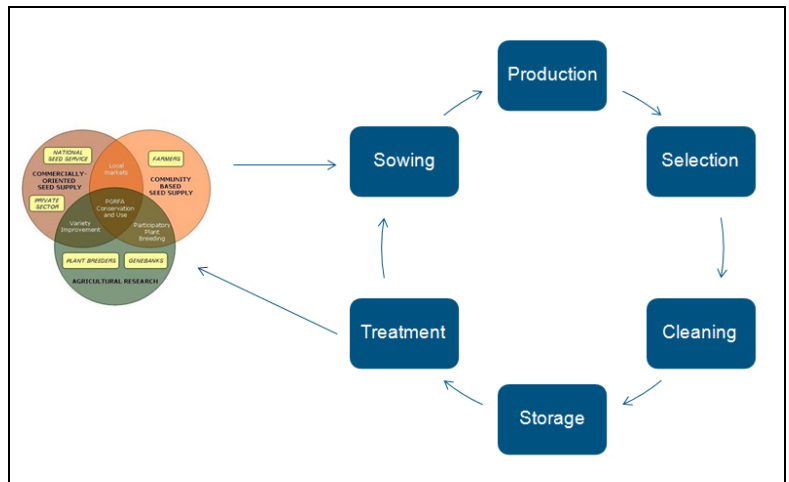 Production
Sowing
Selection
Treatment
Cleaning
Storage
NATIONAL
SEED SERVICE
COMMERCIALLY-
ORIENTED
SEED SUPPLY
PRIVATE
SECTOR
Local
markets
FARMERS
COMMUNITY
BASED
SEED SUPPLY
PGRFA
Conservation
and Use
Variety
Improvement
Participatory
Plant
Breeding
PLANT BREEDERS
GENEBANKS
AGRICULTURAL RESEARCH